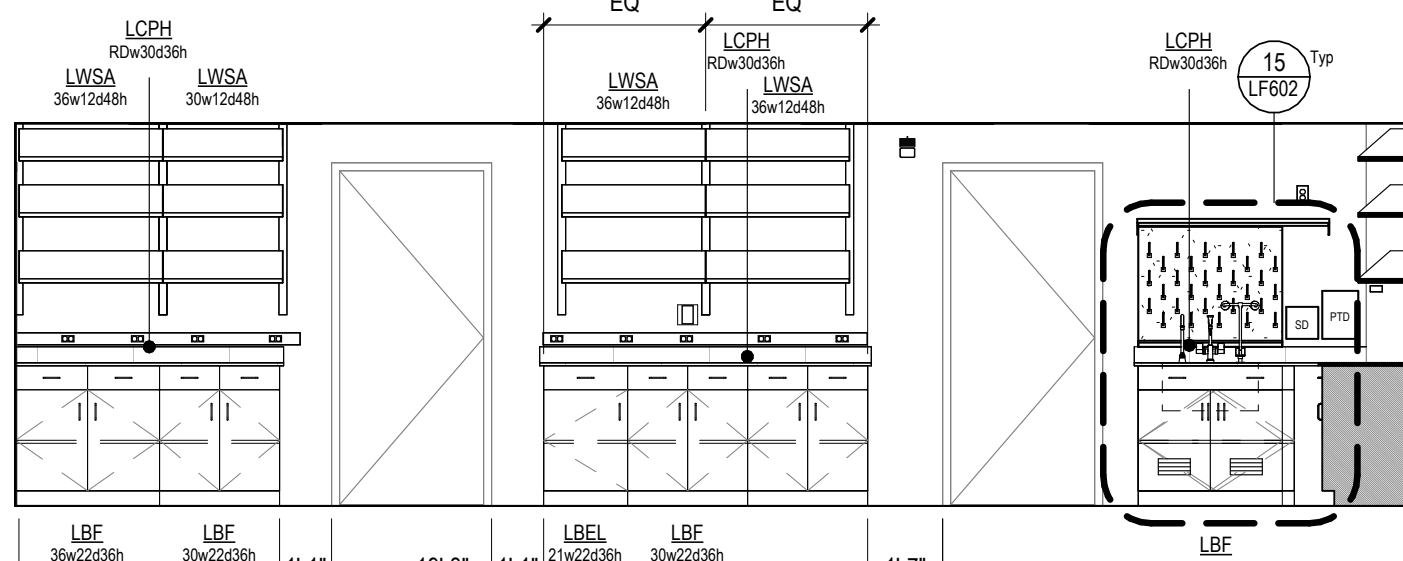 EQ
EQ
LCPH
RDw30d36h
LWSA
36w12d48h
LWSA
30w12d48h
LCPH
RDw30d36h
LWSA
36w12d48h
LWSA
36w12d48h
LCPH
RDw30d36h
15
LF602
Typ
SD
PTD
LBF
36w22d36h
LBF
30w22d36h
LBEL
21w22d36h
LBF
30w22d36h
LBF